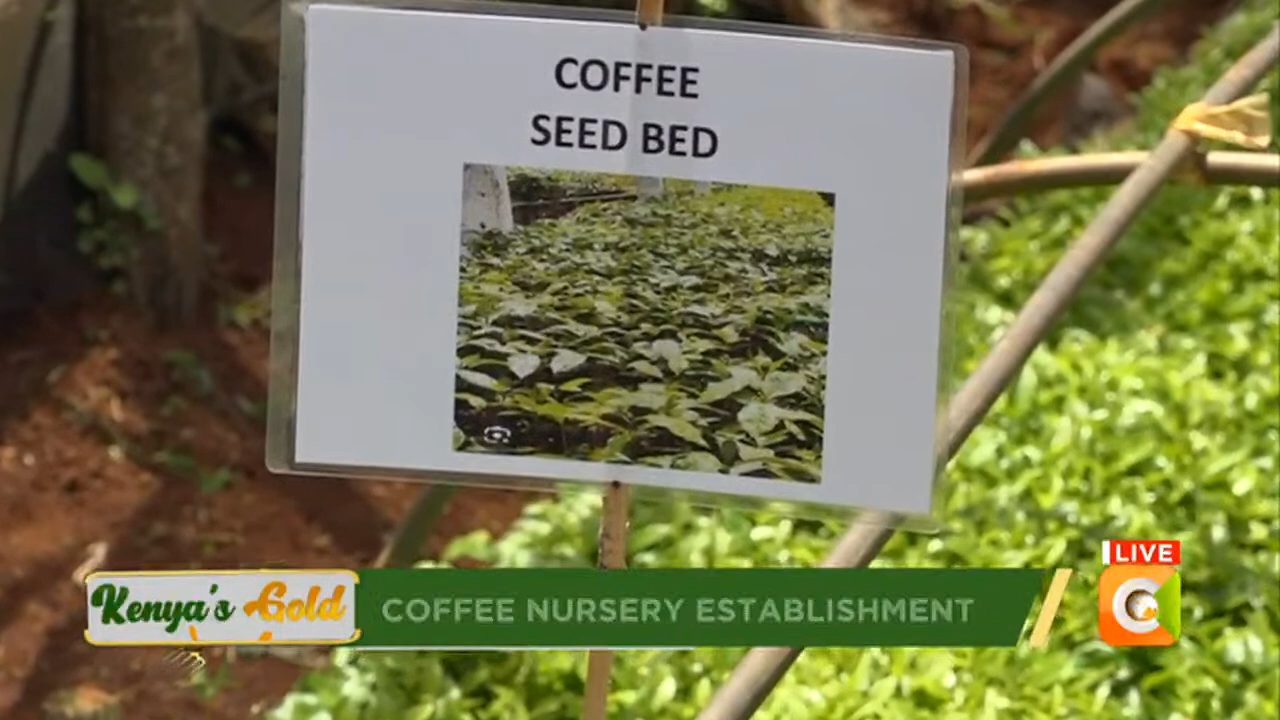 COFFEE
SEED BED
LIVE
Kenya's Gold
COFFEE NURSERY ESTABLISHMENT